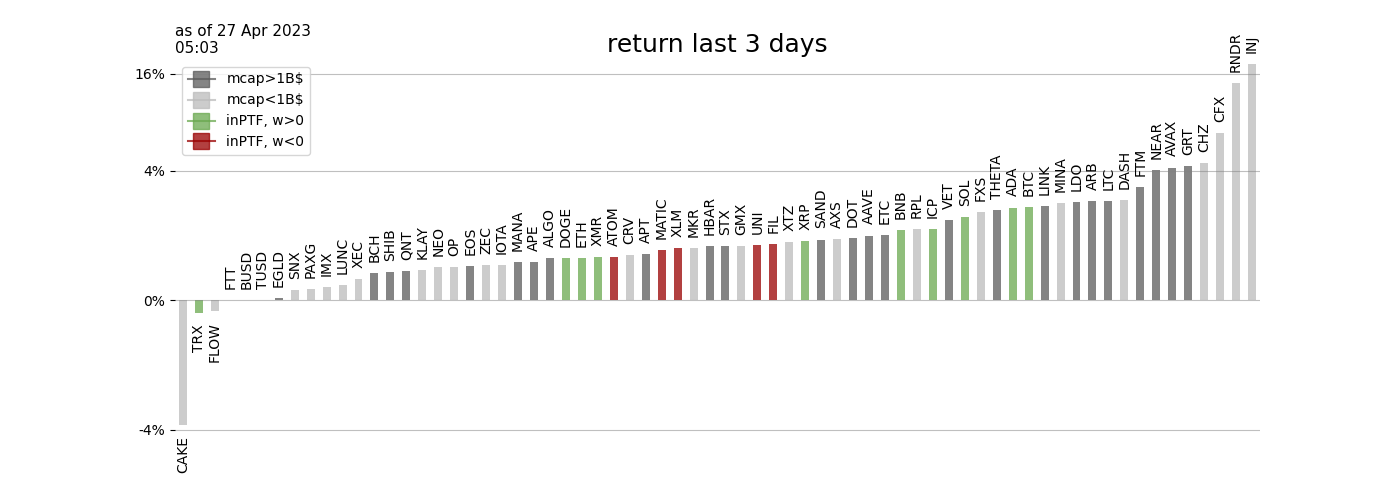 as of 27 Apr 2023
05:03
return last 3 days
16%
4%
0%
-4%
mcap>1B$
mcap<1B$
inPTF, w>0
inPTF, w<0
CAKE
TRX
FLOW
FTT
BUSD
TUSD
EGLD
SNX
PAXG
IMX
LUNC
XEC
BCH
SHIB
QNT
KLAY
NEO
OP
EOS
ZEC
IOTA
MANA
APE
ALGO
DOGE
ETH
XMR
ATOM
CRV
APT
MATIC
XLM
MKR
HBAR
STX
GMX
UNI
FIL
XTZ
XRP
SAND
AXS
DOT
AAVE
ETC
BNB
RPL
ICP
VET
SOL
FXS
THETA
ADA
BTC
LINK
MINA
LDO
ARB
LTC
DASH
FTM
NEAR
AVAX
GRT
CHZ
CFX
RNDR
INJ